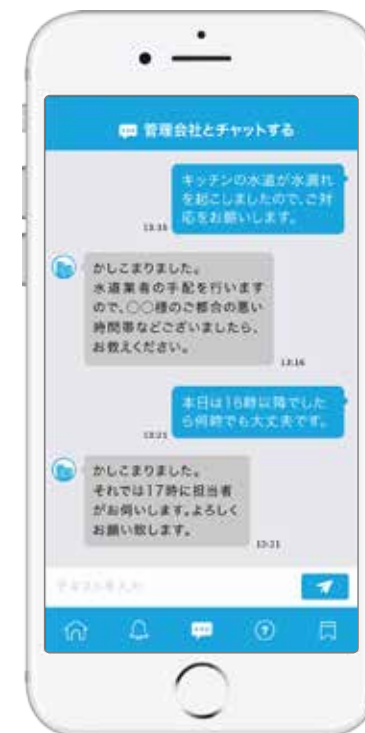 管理会社とチャットする
キッチンの水道が水漏れ
を起こしましたので、ご対
応をお願いします。
かしこまりました。
水道業者の手配を行います
ので、○○様のご都合の悪い
時間帯などございましたら、
お教えください。
13:16
本日は16時以降でした
ら何時でも大丈夫です。
13:21
かしこまりました。
それでは17時に担当者
がお伺いします。よろしく
お願い致します。
13:21